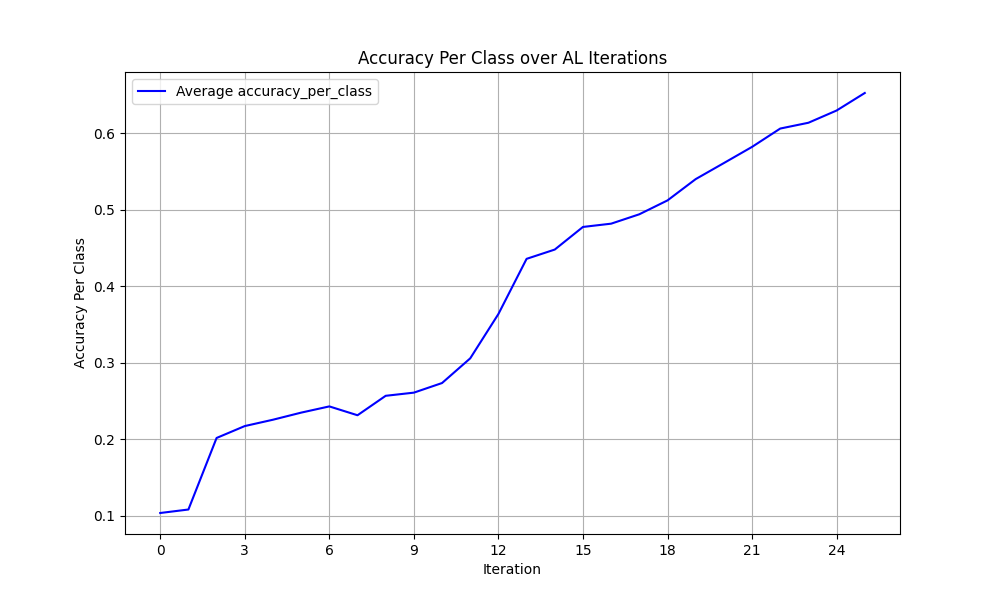 Accuracy Per Class over AL Iterations
Average accuracy_per_class
0.6
0.5
0.4
0.3
0.2
0.1
Accuracy Per Class
0 3 6 9 12 15 18 21 24
Iteration